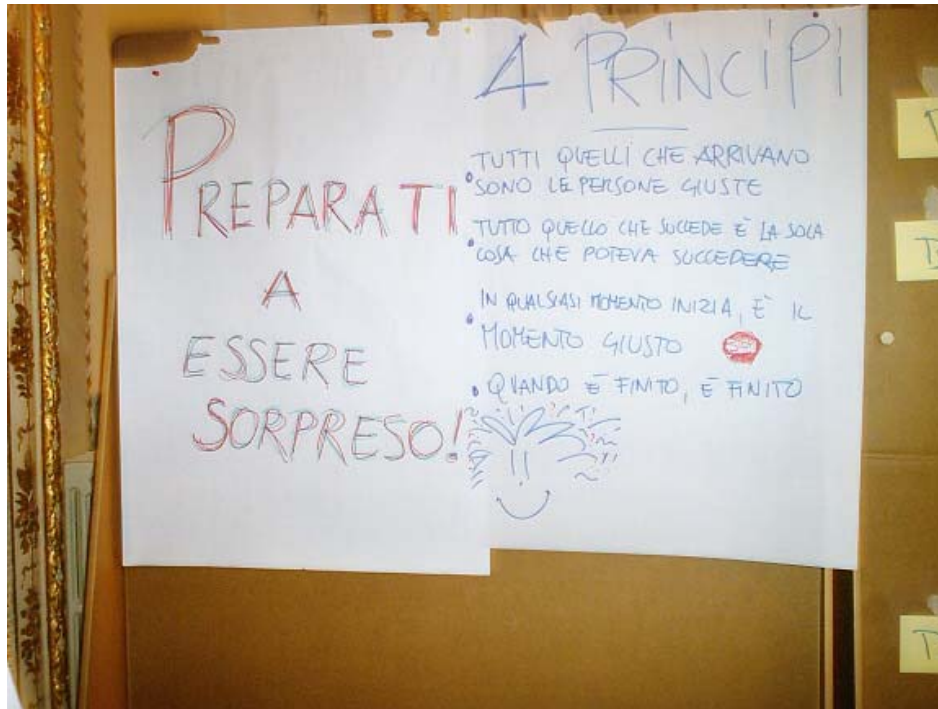 PREPARATI
A
ESSERE
SORPRESO!
4 PRINCIPI
TUTTI QUELLI CHE ARRIVANO
SONO LE PERSONE GIUSTE
TUTTO QUELLO CHE SUCCEDE È LA SOLA
COSA CHE POTEVA SUCCEDERE
IN QUALSIASI MOMENTO INIZIA, È IL
MOMENTO GIUSTO
QUANDO È FINITO, È FINITO